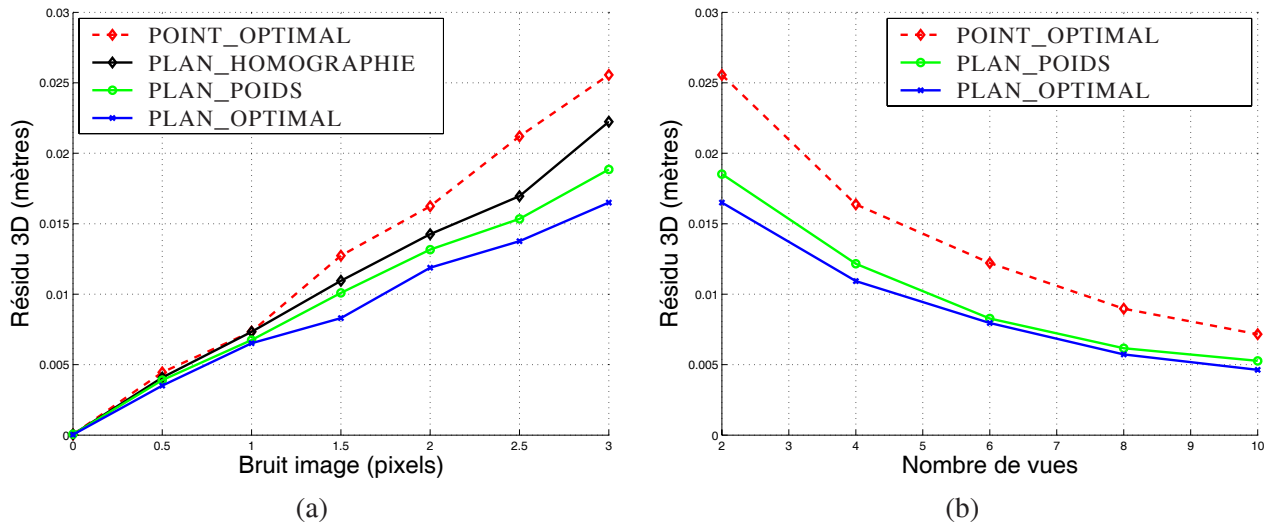 0.03
0.025
0.02
0.015
0.01
0.005
0
Résidu 3D (mètres)
POINT_OPTIMAL
PLAN_HOMOGRAPHIE
PLAN_POIDS
PLAN_OPTIMAL
0 0.5 1 1.5 2 2.5 3
Bruit image (pixels)
(a)
0.03
0.025
0.02
0.015
0.01
0.005
0
Résidu 3D (mètres)
POINT_OPTIMAL
PLAN_POIDS
PLAN_OPTIMAL
2 3 4 5 6 7 8 9 10
Nombre de vues
(b)